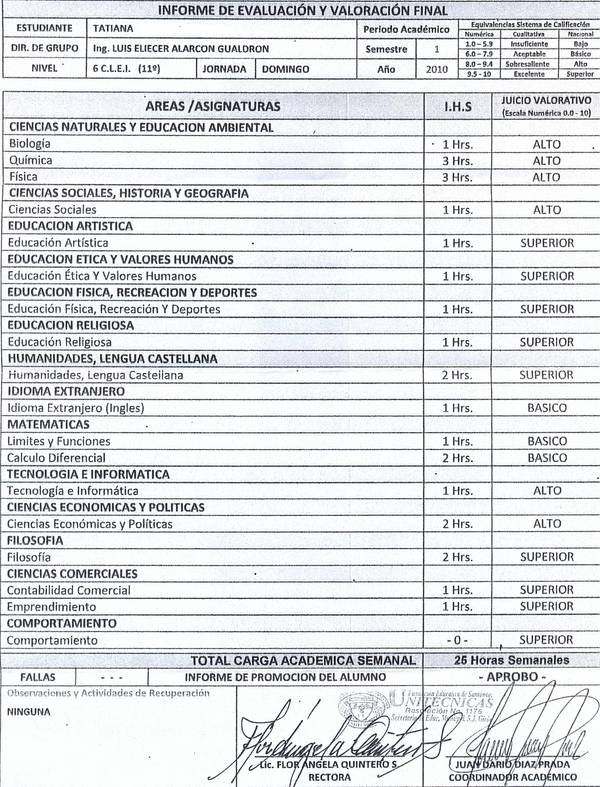 INFORME DE EVALUACIÓN Y VALORACIÓN FINAL
ESTUDIANTE TATIANA Periodo Académico Equivalencias Sistema de Calificación
Numérica Cualitativa Nacional
DIR. DE GRUPO Ing. LUIS ELIECER ALARCON GUALDRON Semestre 1 1.0 – 5.9 Insuficiente Bajo
6.0 – 7.9 Aceptable Básico
NIVEL 6 C.L.E.I. (11º) JORNADA DOMINGO Año 2010 8.0 – 9.4 Sobresaliente Alto
9.5 - 10 Excelente Superior
AREAS /ASIGNATURAS I.H.S JUICIO VALORATIVO
(Escala Numérica 0.0 - 10)
CIENCIAS NATURALES Y EDUCACION AMBIENTAL
Biología 1 Hrs. ALTO
Química 3 Hrs. ALTO
Física 3 Hrs. ALTO
CIENCIAS SOCIALES, HISTORIA Y GEOGRAFIA
Ciencias Sociales 1 Hrs. ALTO
EDUCACION ARTISTICA
Educación Artística 1 Hrs. SUPERIOR
EDUCACION ETICA Y VALORES HUMANOS
Educación Ética Y Valores Humanos 1 Hrs. SUPERIOR
EDUCACION FISICA, RECREACION Y DEPORTES
Educación Física, Recreación Y Deportes 1 Hrs. SUPERIOR
EDUCACION RELIGIOSA
Educación Religiosa 1 Hrs. SUPERIOR
HUMANIDADES, LENGUA CASTELLANA
Humanidades, Lengua Castellana 2 Hrs. SUPERIOR
IDIOMA EXTRANJERO
Idioma Extranjero (Ingles) 1 Hrs. BASICO
MATEMATICAS
Limites y Funciones 1 Hrs. BASICO
Calculo Diferencial 2 Hrs. BASICO
TECNOLOGIA E INFORMATICA
Tecnología e Informática 1 Hrs. ALTO
CIENCIAS ECONOMICAS Y POLITICAS
Ciencias Económicas y Políticas 2 Hrs. ALTO
FILOSOFIA
Filosofía 2 Hrs. SUPERIOR
CIENCIAS COMERCIALES
Contabilidad Comercial 1 Hrs. SUPERIOR
Emprendimiento 1 Hrs. SUPERIOR
COMPORTAMIENTO
Comportamiento - 0 - SUPERIOR
TOTAL CARGA ACADEMICA SEMANAL 25 Horas Semanales
FALLAS - - - INFORME DE PROMOCION DEL ALUMNO - APROBO -
Observaciones y Actividades de Recuperación
NINGUNA
UNITECNICAS
Resolución No. 1176
Flor Angela Quintero S
Lic. FLOR ANGELA QUINTERO S
RECTORA
JUAN DARIO DIAZ PRADA
COORDINADOR ACADÉMICO